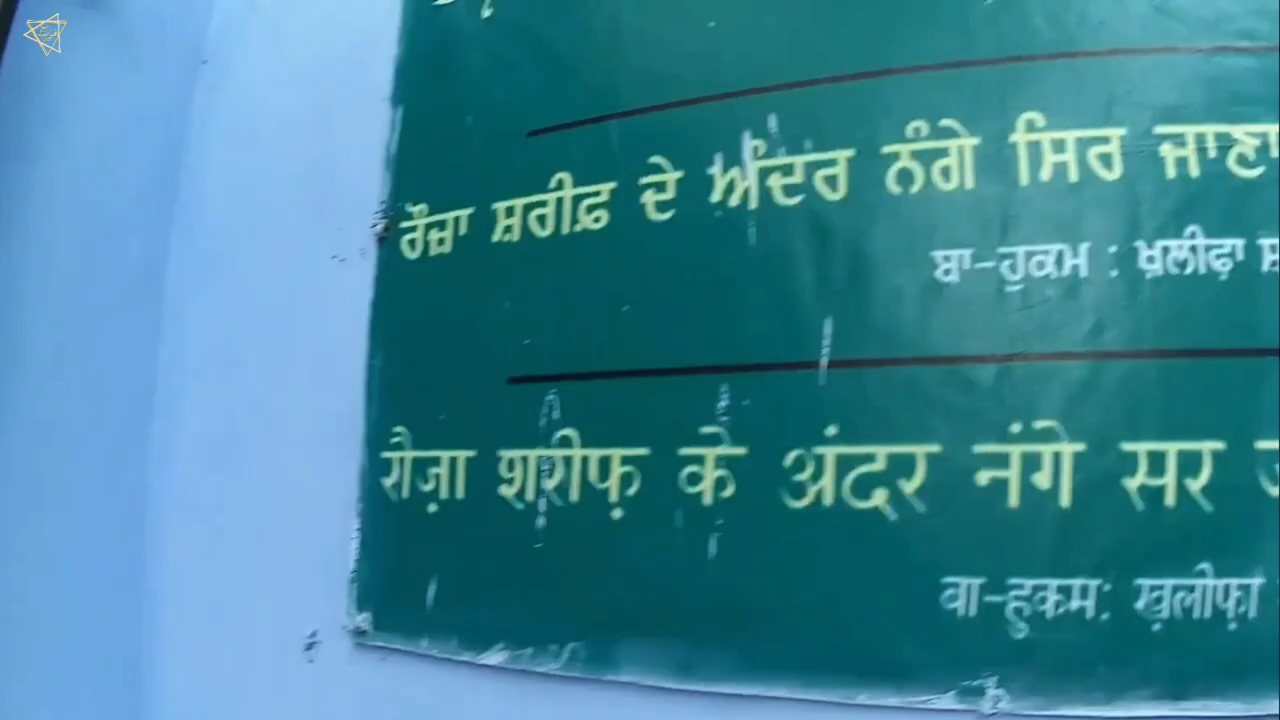 ਰੌਜ਼ਾ ਸ਼ਰੀਫ਼ ਦੇ ਅੰਦਰ ਨੰਗੇ ਸਿਰ ਜਾਣਾ
ਬਾ-ਹੁਕਮ : ਖ਼ਲੀਫ਼ਾ
रौज़ा शरीफ़ के अंदर नंगे सर
वा-हुकम: ख़लीफ़ा